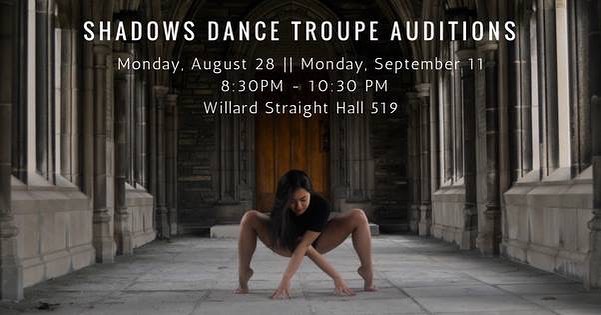 SHADOWS DANCE TROUPE AUDITIONS
Monday, August 28 || Monday, September 11
8:30PM - 10:30 PM
Willard Straight Hall 519